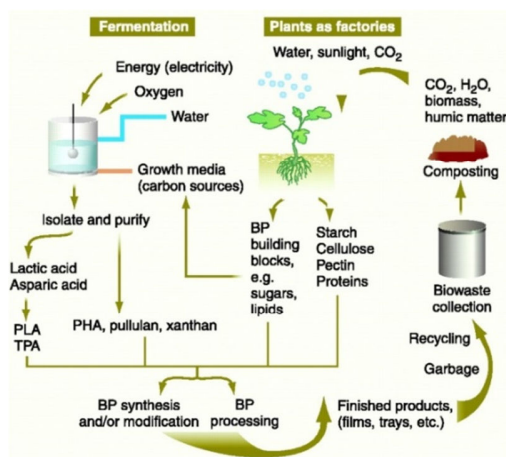 Fermentation
Plants as factories
Energy (electricity)
Oxygen
Water
Growth media
(carbon sources)
Isolate and purify
Lactic acid
Asparic acid
PLA
TPA
PHA, pullulan, xanthan
Water, sunlight, CO2
BP
building
blocks,
e.g.
sugars,
lipids
Starch
Cellulose
Pectin
Proteins
CO2, H2O,
biomass,
humic matter
Composting
Biowaste
collection
Recycling
Garbage
BP synthesis
and/or modification
BP
processing
Finished products,
(films, trays, etc.)